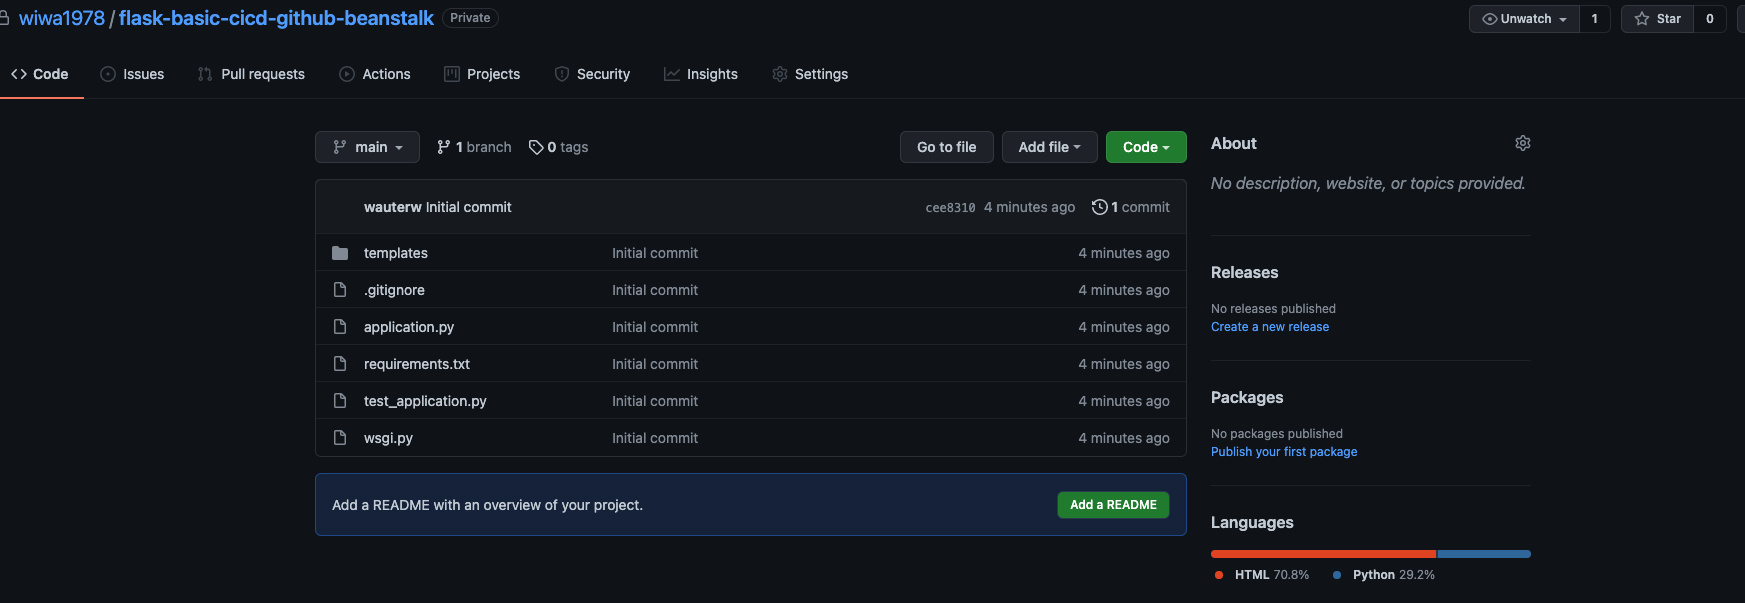 wiwa1978 / flask-basic-cicd-github-beanstalk Private
Unwatch 1 Star 0
Code Issues Pull requests Actions Projects Security Insights Settings
main 1 branch 0 tags Go to file Add file Code
wauterw Initial commit cee8310 4 minutes ago 1 commit
templates Initial commit 4 minutes ago
.gitignore Initial commit 4 minutes ago
application.py Initial commit 4 minutes ago
requirements.txt Initial commit 4 minutes ago
test_application.py Initial commit 4 minutes ago
wsgi.py Initial commit 4 minutes ago
Add a README with an overview of your project. Add a README
About
No description, website, or topics provided.
Releases
No releases published
Create a new release
Packages
No packages published
Publish your first package
Languages
HTML 70.8% Python 29.2%